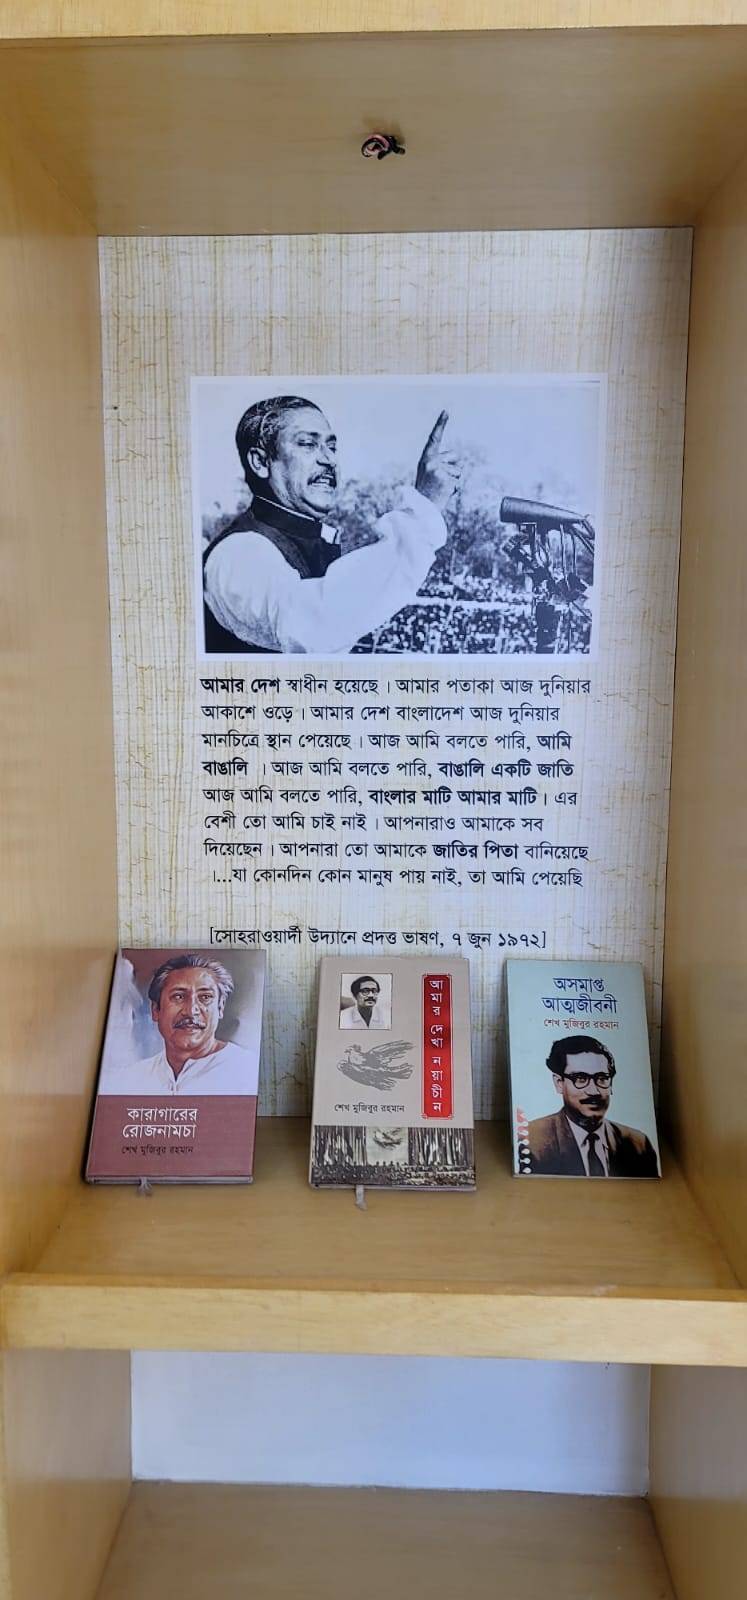 আমার দেশ স্বাধীন হয়েছে । আমার পতাকা আজ দুনিয়ার
আকাশে ওড়ে । আমার দেশ বাংলাদেশ আজ দুনিয়ার
মানচিত্রে স্থান পেয়েছে । আজ আমি বলতে পারি, আমি
বাঙালি । আজ আমি বলতে পারি, বাঙালি একটি জাতি
আজ আমি বলতে পারি, বাংলার মাটি আমার মাটি । এর
বেশী তো আমি চাই নাই । আপনারাও আমাকে সব
দিয়েছেন । আপনারা তো আমাকে জাতির পিতা বানিয়েছে
।...যা কোনদিন কোন মানুষ পায় নাই, তা আমি পেয়েছি
[সোহরাওয়ার্দী উদ্যানে প্রদত্ত ভাষণ, ৭ জুন ১৯৭২]
কারাগারের
রোজনামচা
শেখ মুজিবুর রহমান
আমার দেখা নয়াচীন
শেখ মুজিবুর রহমান
অসমাপ্ত
আত্মজীবনী
শেখ মুজিবুর রহমান